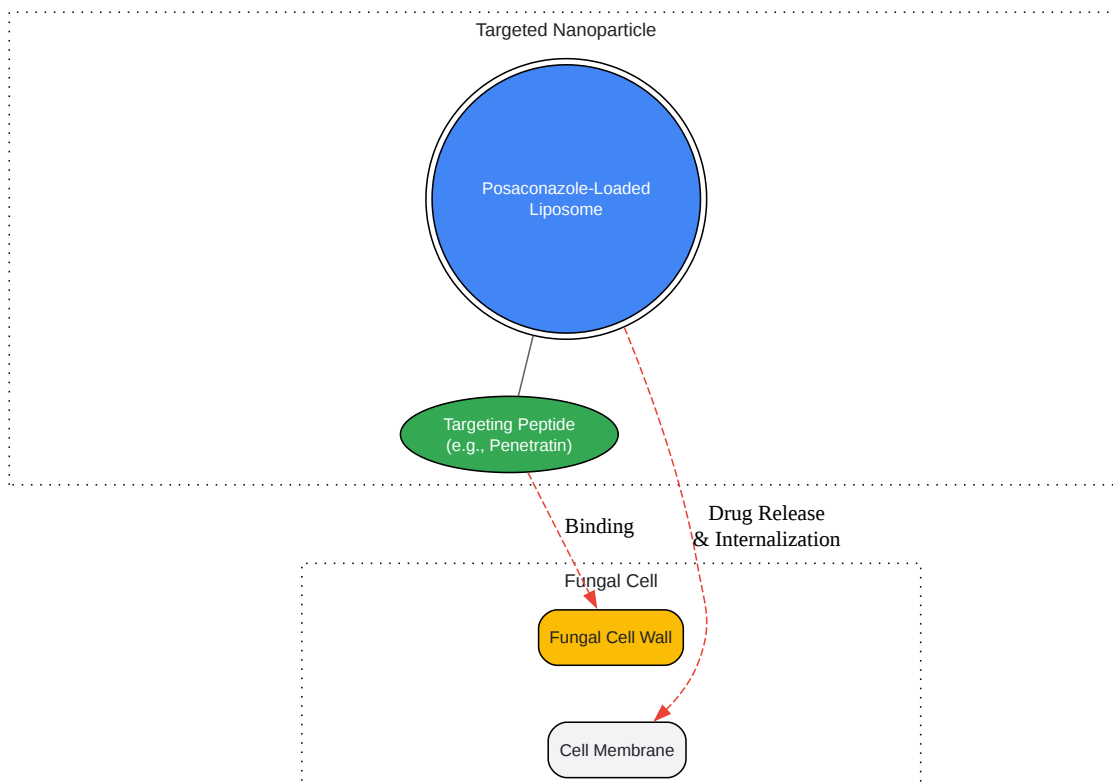 Targeted Nanoparticle
Posaconazole-Loaded
Liposome
Targeting Peptide
(e.g., Penetratin)
Binding
Drug Release
& Internalization
Fungal Cell
Fungal Cell Wall
Cell Membrane